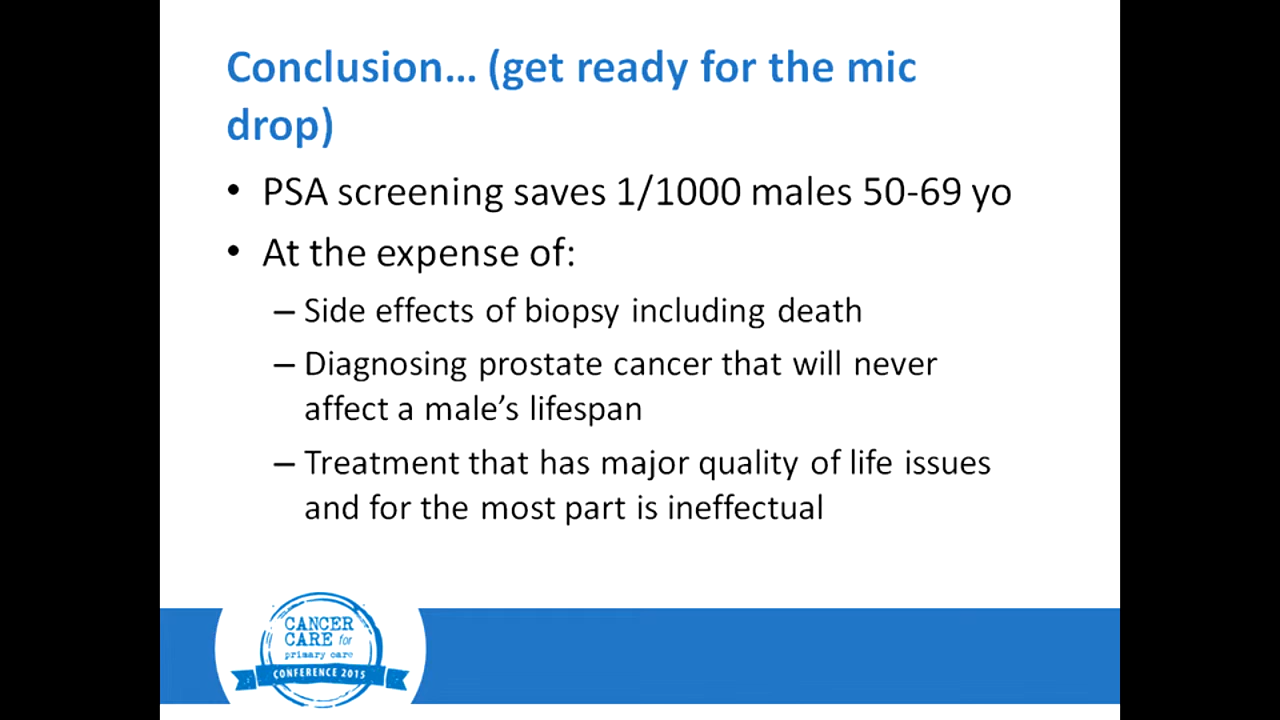 Conclusion... (get ready for the mic
drop)
• PSA screening saves 1/1000 males 50-69 yo
• At the expense of:
– Side effects of biopsy including death
– Diagnosing prostate cancer that will never
affect a male's lifespan
– Treatment that has major quality of life issues
and for the most part is ineffectual
CANCER
CARE for
primary care
CONFERENCE 2015